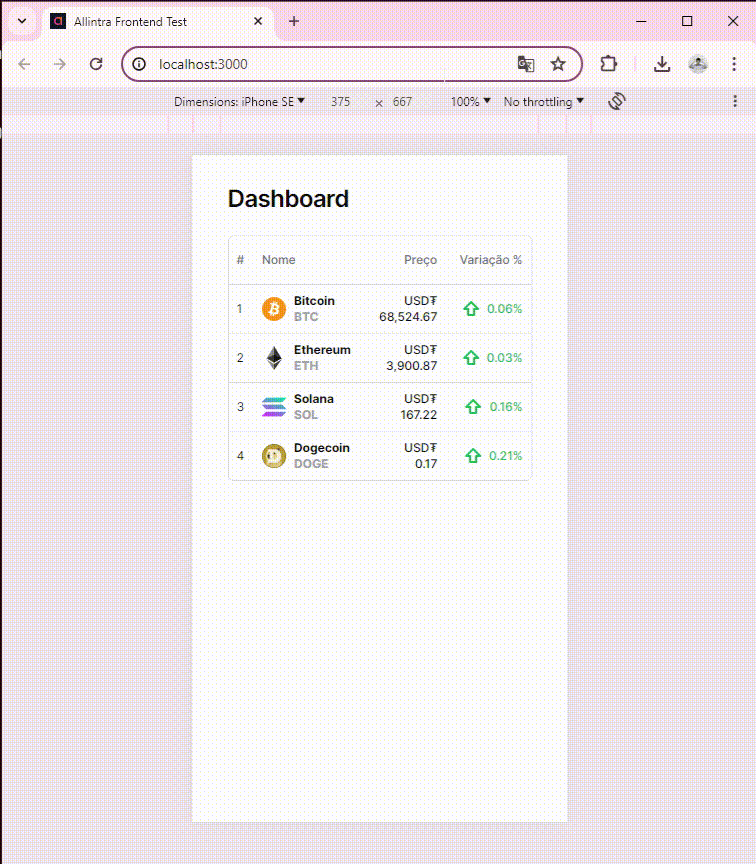 Allintra Frontend Test
localhost:3000
Dimensions: iPhone SE 375 × 667 100% No throttling
Dashboard
# Nome Preço Variação %
1 Bitcoin USD₮ 0.06%
BTC 68,524.67
2 Ethereum USD₮ 0.03%
ETH 3,900.87
3 Solana USD₮ 0.16%
SOL 167.22
4 Dogecoin USD₮ 0.21%
DOGE 0.17